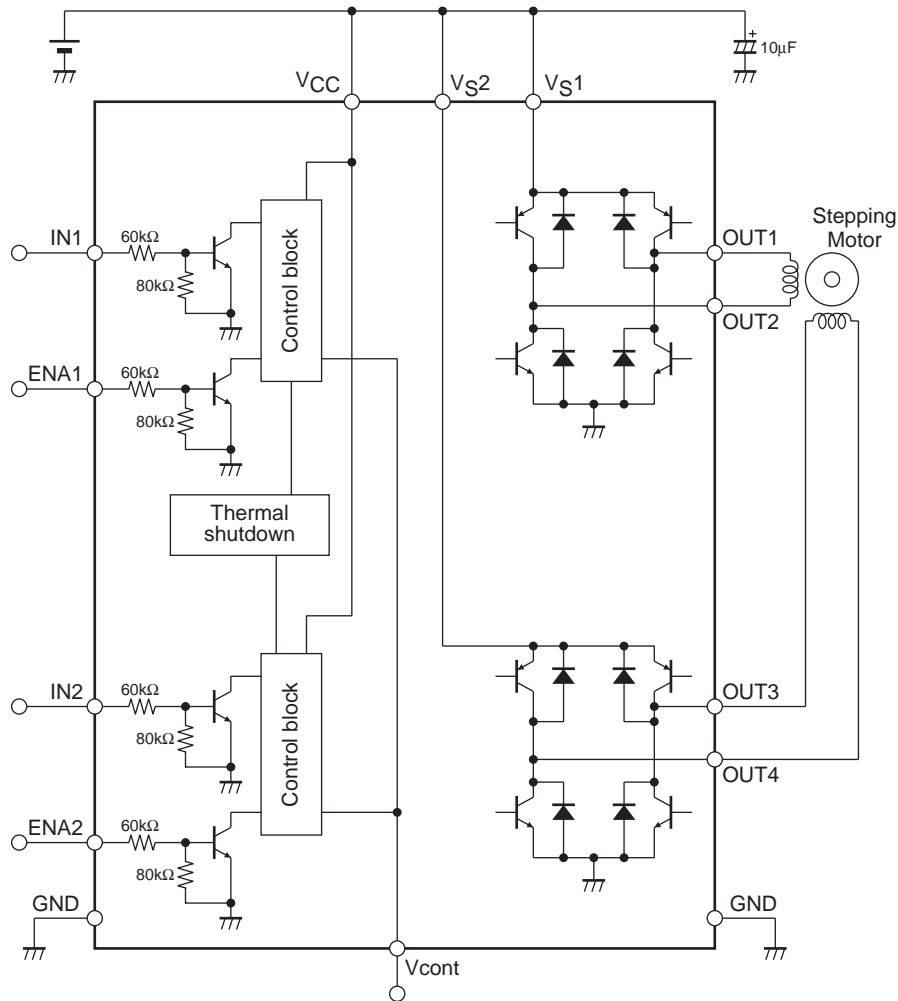 +
10µF
VCC
VS2
VS1
IN1
60kΩ
80kΩ
Control block
Stepping
Motor
OUT1
OUT2
ENA1
60kΩ
80kΩ
Thermal
shutdown
IN2
60kΩ
80kΩ
Control block
OUT3
OUT4
ENA2
60kΩ
80kΩ
GND
GND
Vcont